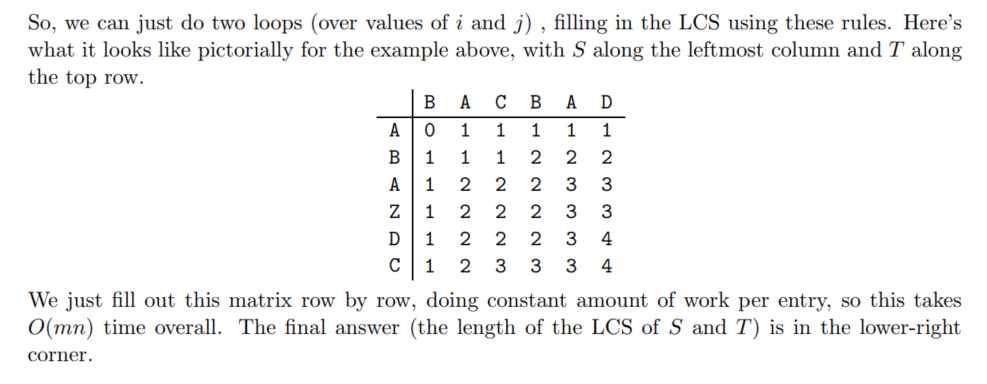 So, we can just do two loops (over values of i and j) , filling in the LCS using these rules. Here's
what it looks like pictorially for the example above, with S along the leftmost column and T along
the top row.
B A C B A D
A 0 1 1 1 1 1
B 1 1 1 2 2 2
A 1 2 2 2 3 3
Z 1 2 2 2 3 3
D 1 2 2 2 3 4
C 1 2 3 3 3 4
We just fill out this matrix row by row, doing constant amount of work per entry, so this takes
O(mn) time overall. The final answer (the length of the LCS of S and T) is in the lower-right
corner.